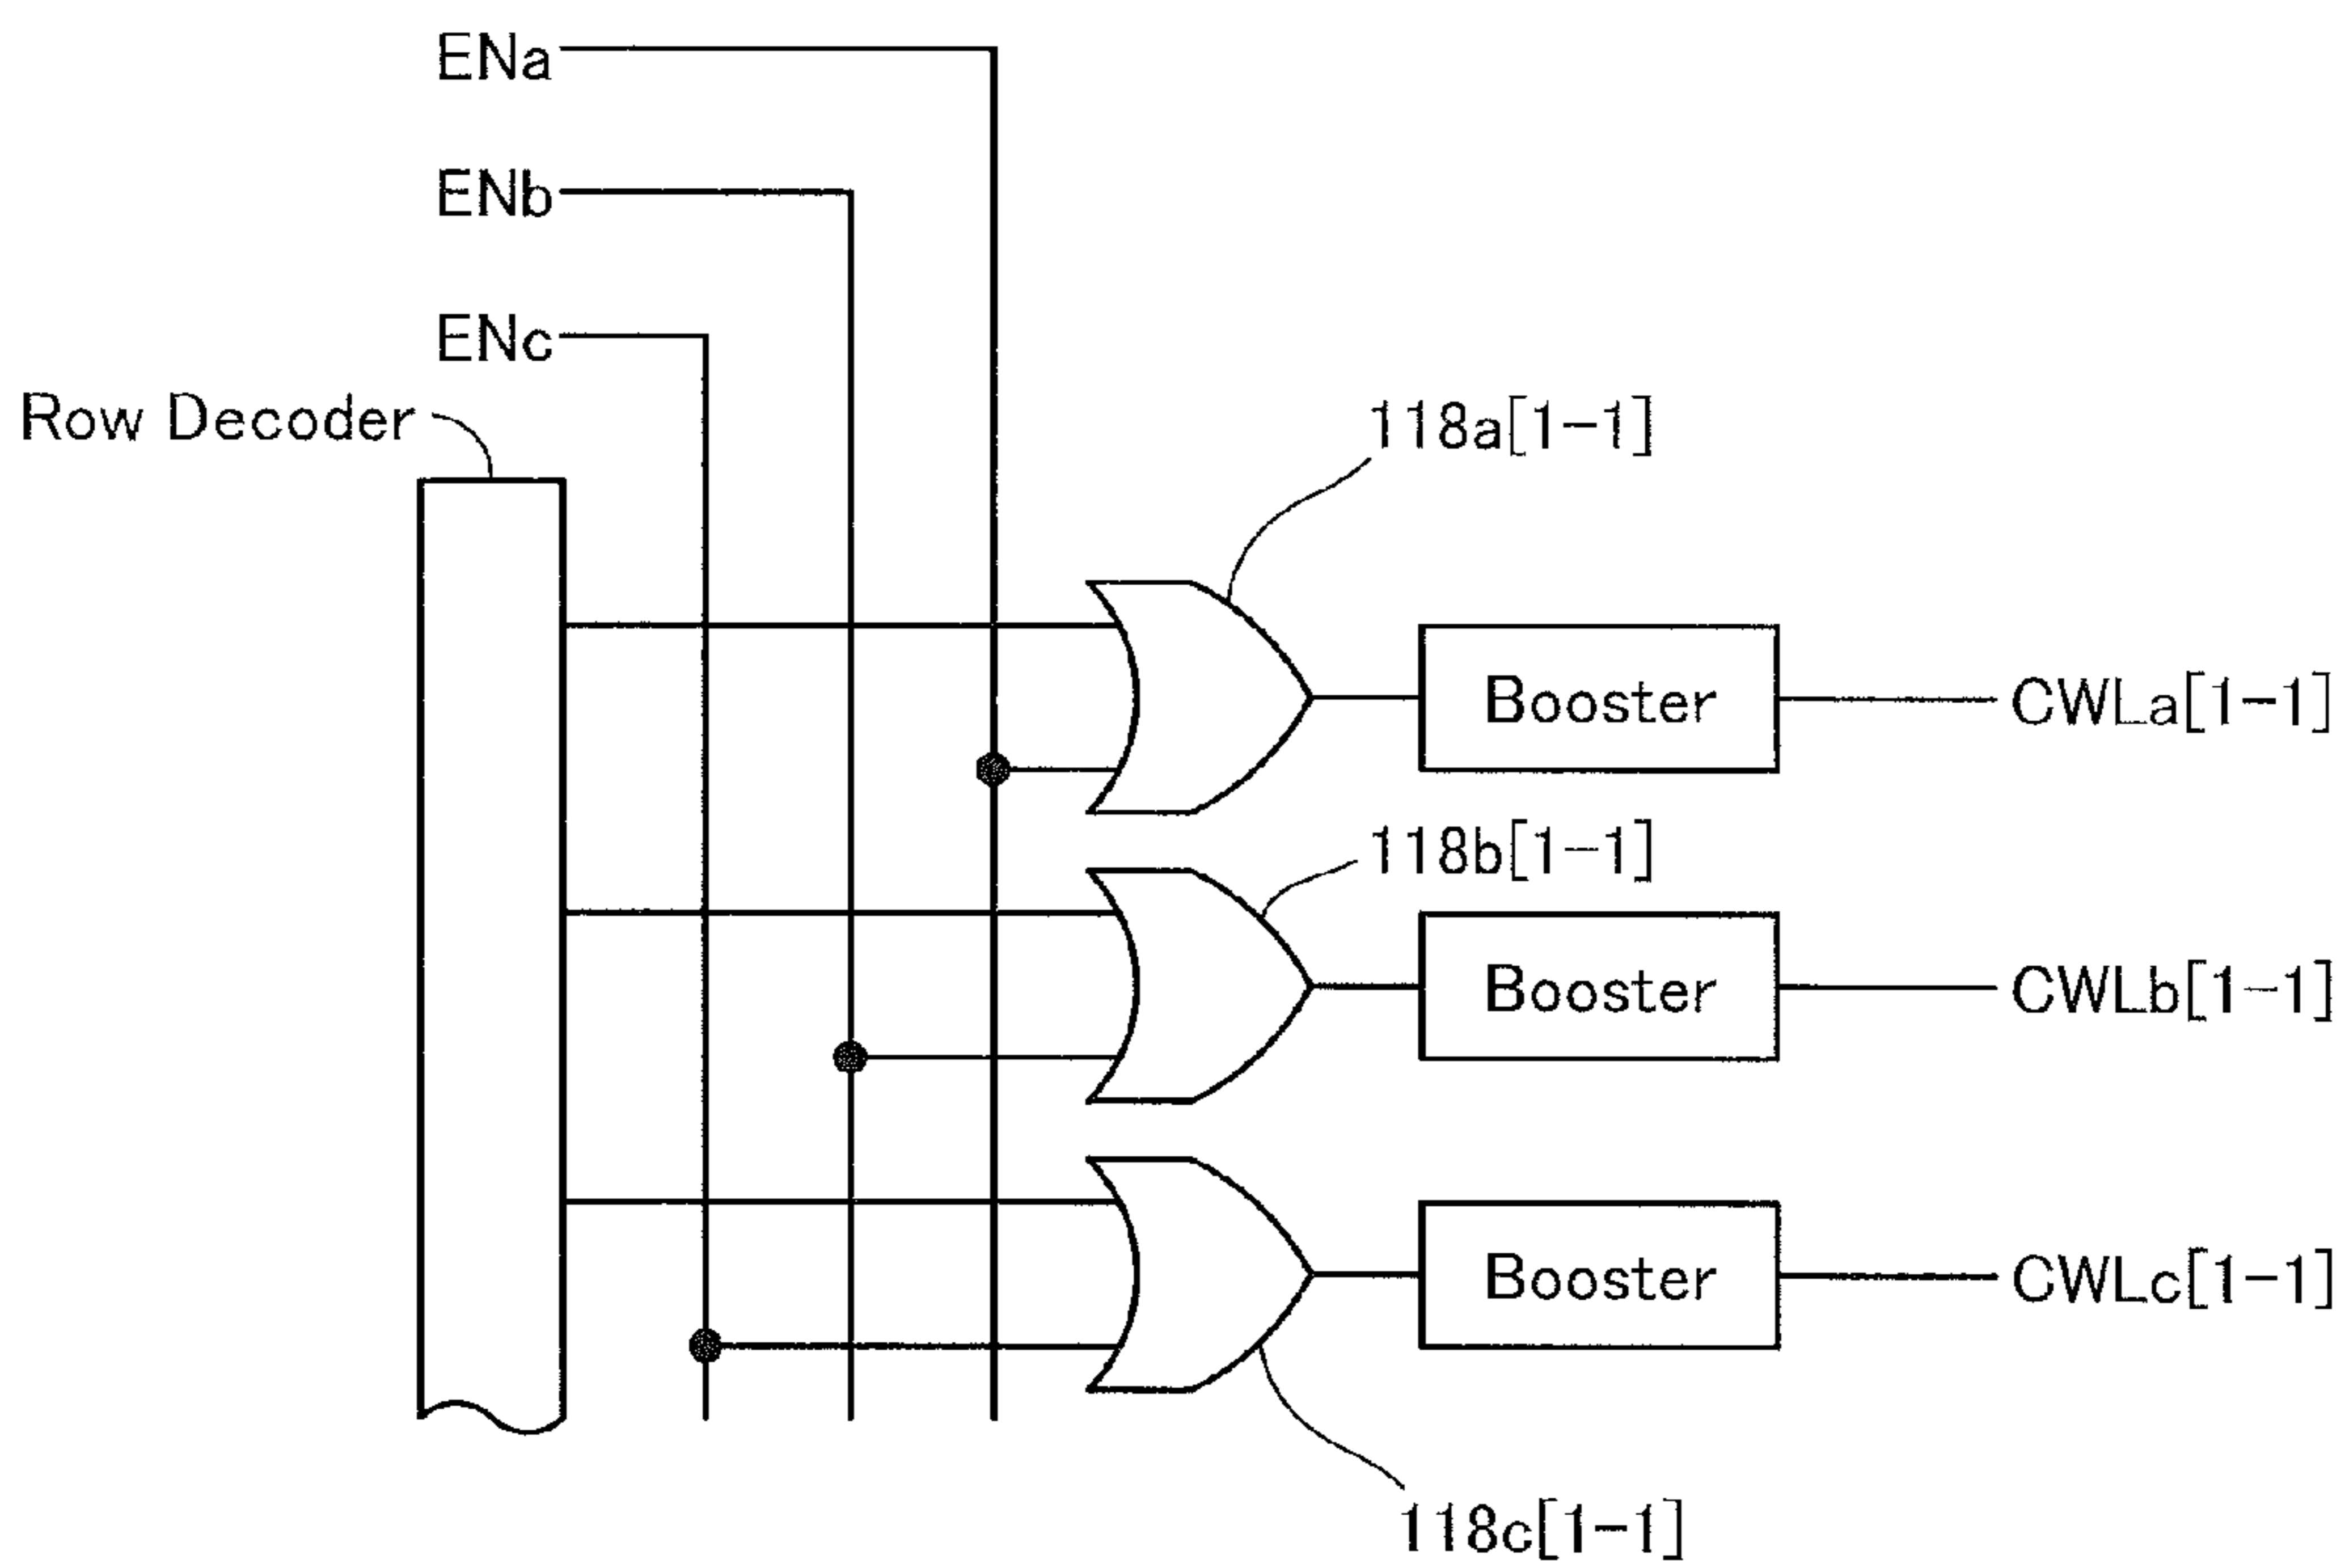 ENa
ENb
ENc
Row Decoder
118a[1-1]
Booster
CWLa[1-1]
118b[1-1]
Booster
CWLb[1-1]
Booster
CWLc[1-1]
118c[1-1]